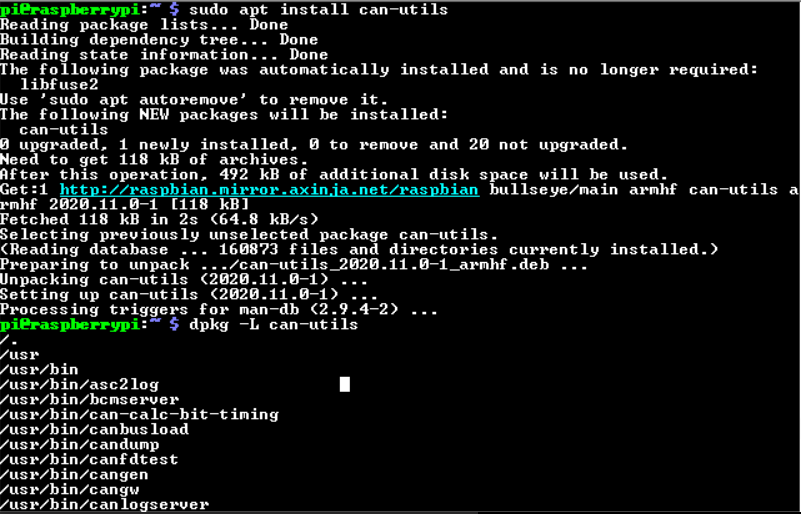 pi@raspberrypi:~ $ sudo apt install can-utils
Reading package lists... Done
Building dependency tree... Done
Reading state information... Done
The following package was automatically installed and is no longer required:
  libfuse2
Use 'sudo apt autoremove' to remove it.
The following NEW packages will be installed:
  can-utils
0 upgraded, 1 newly installed, 0 to remove and 20 not upgraded.
Need to get 118 kB of archives.
After this operation, 492 kB of additional disk space will be used.
Get:1 http://raspbian.mirror.axinja.net/raspbian bullseye/main armhf can-utils a
rmhf 2020.11.0-1 [118 kB]
Fetched 118 kB in 2s (64.8 kB/s)
Selecting previously unselected package can-utils.
(Reading database ... 160873 files and directories currently installed.)
Preparing to unpack .../can-utils_2020.11.0-1_armhf.deb ...
Unpacking can-utils (2020.11.0-1) ...
Setting up can-utils (2020.11.0-1) ...
Processing triggers for man-db (2.9.4-2) ...
pi@raspberrypi:~ $ dpkg -L can-utils
/.
/usr
/usr/bin
/usr/bin/asc2log
/usr/bin/bcmserver
/usr/bin/can-calc-bit-timing
/usr/bin/canbusload
/usr/bin/candump
/usr/bin/canfdtest
/usr/bin/cangen
/usr/bin/cangw
/usr/bin/canlogserver